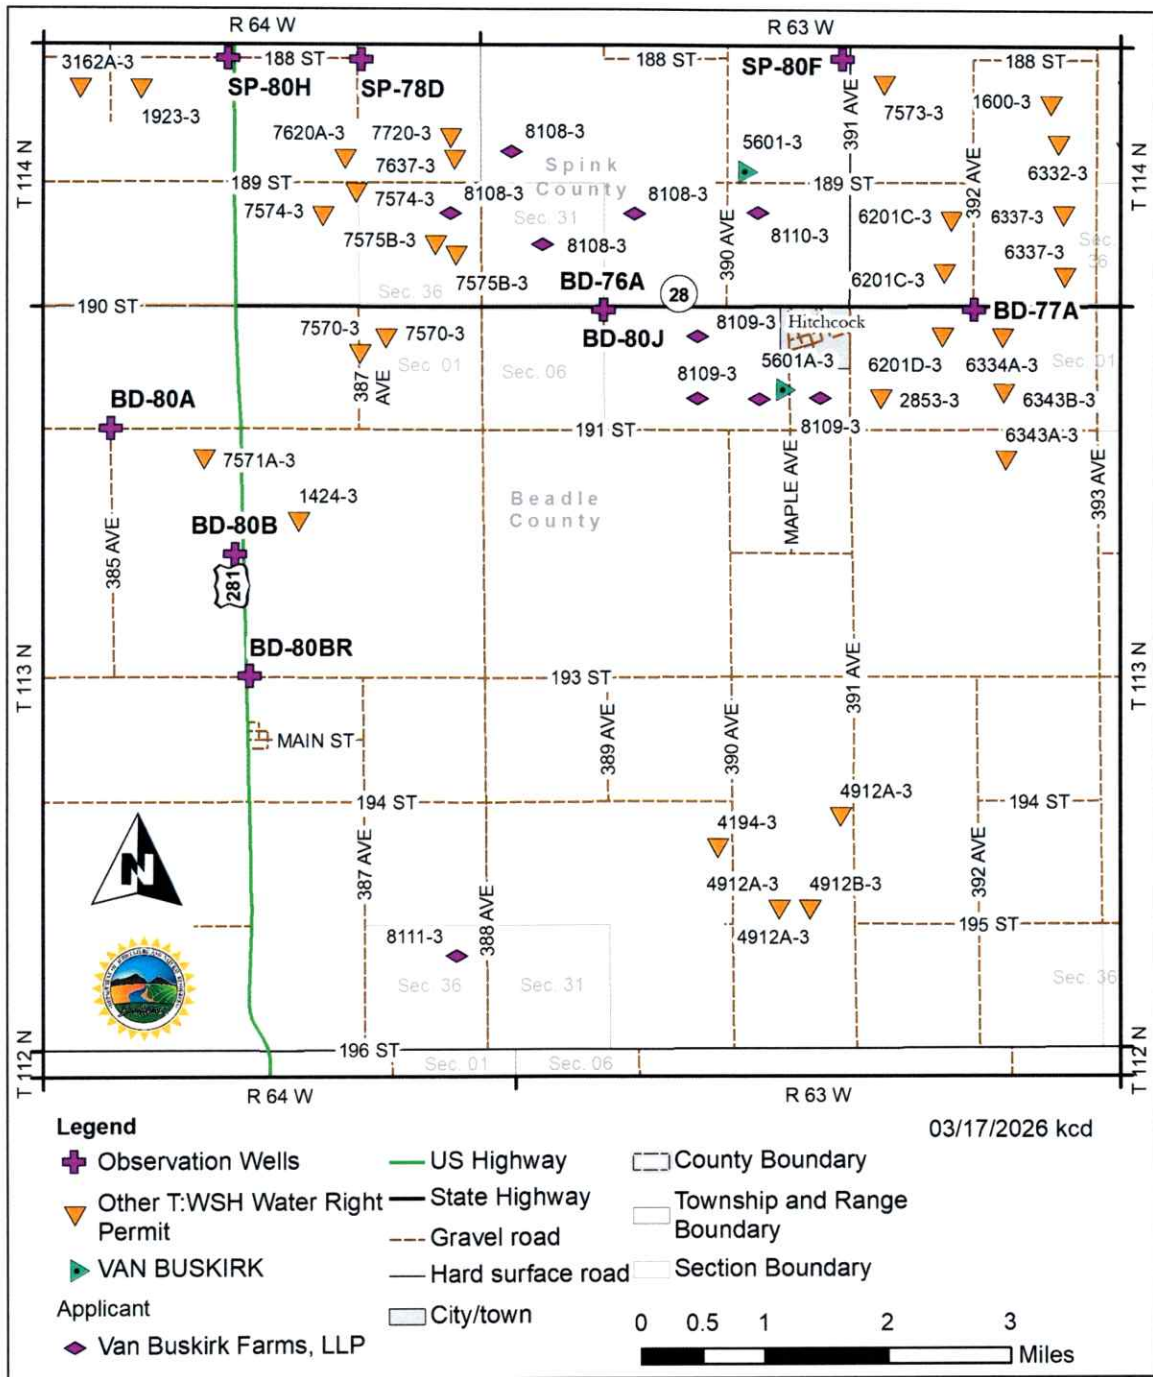 R 64 W
R 63 W
3162A-3
188 ST
188 ST
188 ST
1923-3
SP-80H
SP-78D
SP-80F
391 AVE
7573-3
392 AVE
1600-3
T 114 N
T 114 N
7620A-3
7720-3
7637-3
8108-3
Spink
County
5601-3
6332-3
189 ST
189 ST
7574-3
7574-3
8108-3
Sec. 31
8108-3
8108-3
390 AVE
8110-3
6201C-3
6337-3
6337-3
Sec.
36
7575B-3
7575B-3
6201C-3
Sec. 36
BD-76A
28
BD-77A
190 ST
7570-3
7570-3
BD-80J
8109-3
Hitchcock
Sec. 01
Sec. 06
8109-3
5601A-3
6201D-3
6334A-3
Sec. 01
387
AVE
BD-80A
2853-3
6343B-3
8109-3
191 ST
6343A-3
7571A-3
1424-3
Beadle
County
MAPLE AVE
393 AVE
BD-80B
385 AVE
281
BD-80BR
T 113 N
T 113 N
193 ST
391 AVE
MAIN ST
389 AVE
390 AVE
194 ST
194 ST
4912A-3
4194-3
387 AVE
388 AVE
392 AVE
N
4912A-3
4912B-3
4912A-3
195 ST
8111-3
Sec. 36
Sec. 31
Sec. 36
196 ST
Sec. 01
Sec. 06
T 112 N
T 112 N
R 64 W
R 63 W
Legend
03/17/2026 kcd
Observation Wells
Other T:WSH Water Right
Permit
VAN BUSKIRK
Applicant
Van Buskirk Farms, LLP
US Highway
State Highway
Gravel road
Hard surface road
City/town
County Boundary
Township and Range
Boundary
Section Boundary
0 0.5 1 2 3
Miles